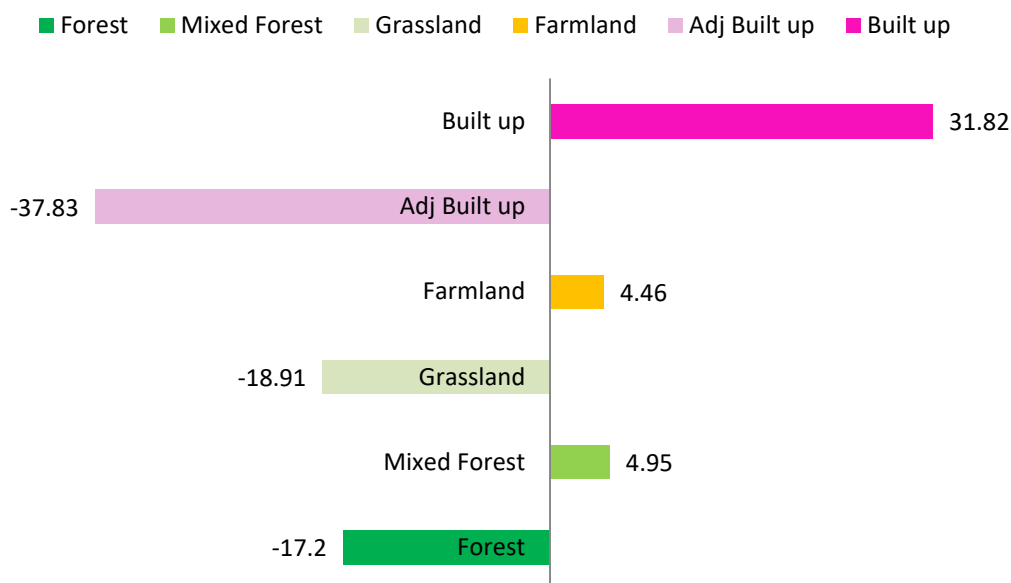 Forest Mixed Forest Grassland Farmland Adj Built up Built up
Built up 31.82
-37.83 Adj Built up
Farmland 4.46
-18.91 Grassland
Mixed Forest 4.95
-17.2 Forest